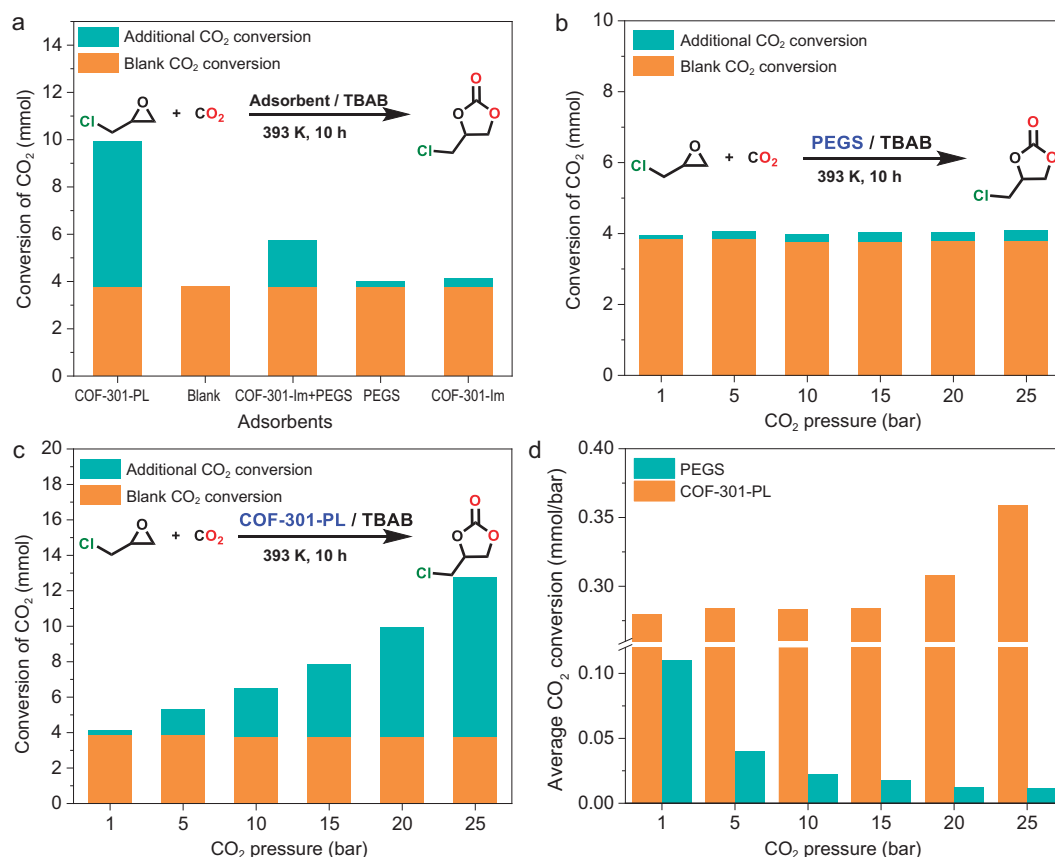 a
Additional CO₂ conversion
Blank CO₂ conversion
Cl
O
+ CO₂
Adsorbent / TBAB
393 K, 10 h
O
O
O
Cl
Conversion of CO₂ (mmol)
14
12
10
8
6
4
2
0
COF-301-PL
Blank
COF-301-Im+PEGS
PEGS
COF-301-Im
Adsorbents
b
Additional CO₂ conversion
Blank CO₂ conversion
Cl
O
+ CO₂
PEGS / TBAB
393 K, 10 h
O
O
O
Cl
Conversion of CO₂ (mmol)
10
8
6
4
2
0
1 5 10 15 20 25
CO₂ pressure (bar)
c
Additional CO₂ conversion
Blank CO₂ conversion
Cl
O
+ CO₂
COF-301-PL / TBAB
393 K, 10 h
O
O
O
Cl
Conversion of CO₂ (mmol)
20
18
16
14
12
10
8
6
4
2
0
1 5 10 15 20 25
CO₂ pressure (bar)
d
PEGS
COF-301-PL
Average CO₂ conversion (mmol/bar)
0.40
0.35
0.30
0.10
0.05
0.00
1 5 10 15 20 25
CO₂ pressure (bar)